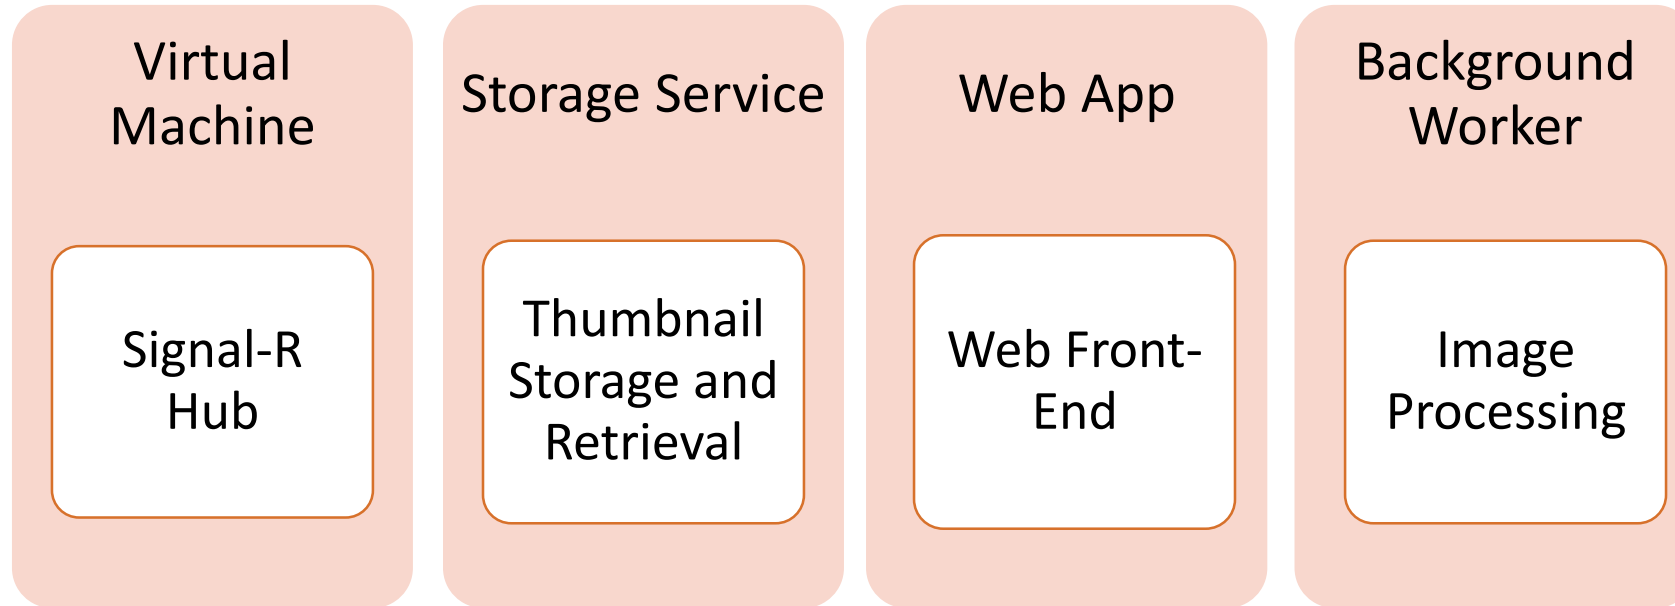 Virtual
Machine
Signal-R
Hub
Storage Service
Thumbnail
Storage and
Retrieval
Web App
Web Front-
End
Background
Worker
Image
Processing